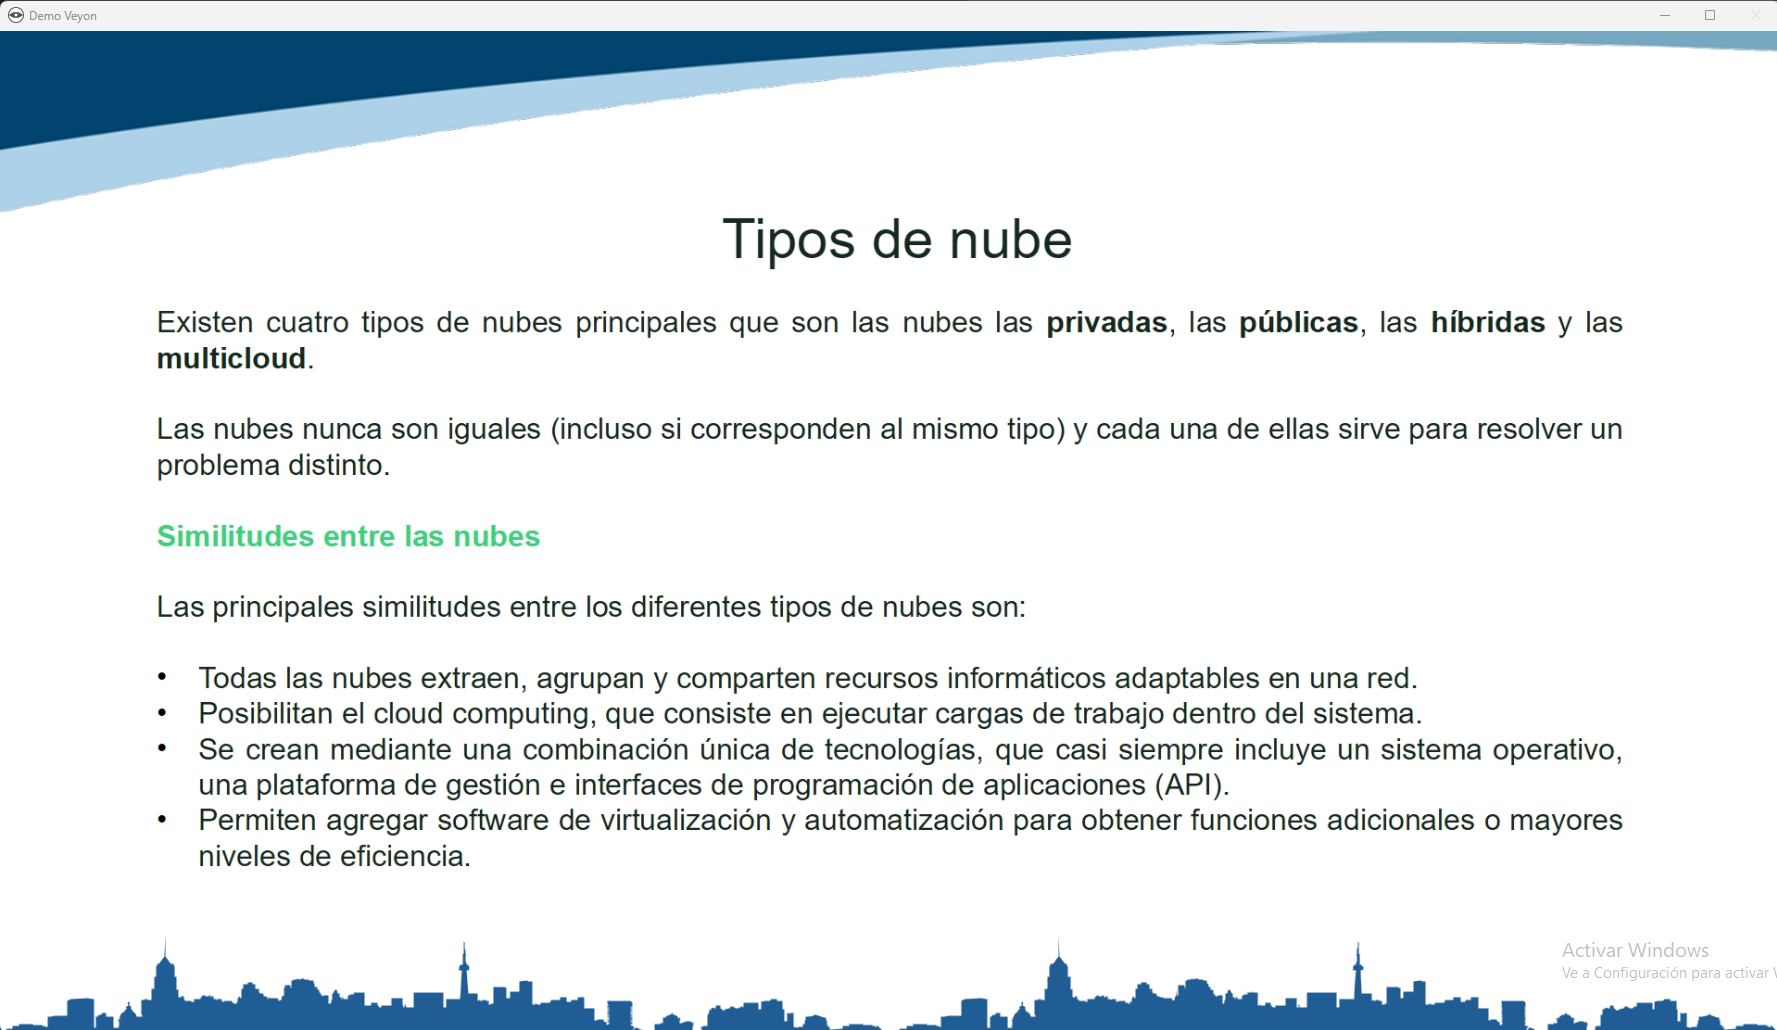 Demo Veyon
Tipos de nube
Existen cuatro tipos de nubes principales que son las nubes las privadas, las públicas, las híbridas y las
multicloud.
Las nubes nunca son iguales (incluso si corresponden al mismo tipo) y cada una de ellas sirve para resolver un
problema distinto.
Similitudes entre las nubes
Las principales similitudes entre los diferentes tipos de nubes son:
• Todas las nubes extraen, agrupan y comparten recursos informáticos adaptables en una red.
• Posibilitan el cloud computing, que consiste en ejecutar cargas de trabajo dentro del sistema.
• Se crean mediante una combinación única de tecnologías, que casi siempre incluye un sistema operativo,
una plataforma de gestión e interfaces de programación de aplicaciones (API).
• Permiten agregar software de virtualización y automatización para obtener funciones adicionales o mayores
niveles de eficiencia.
Activar Windows
Ve a Configuración para activar